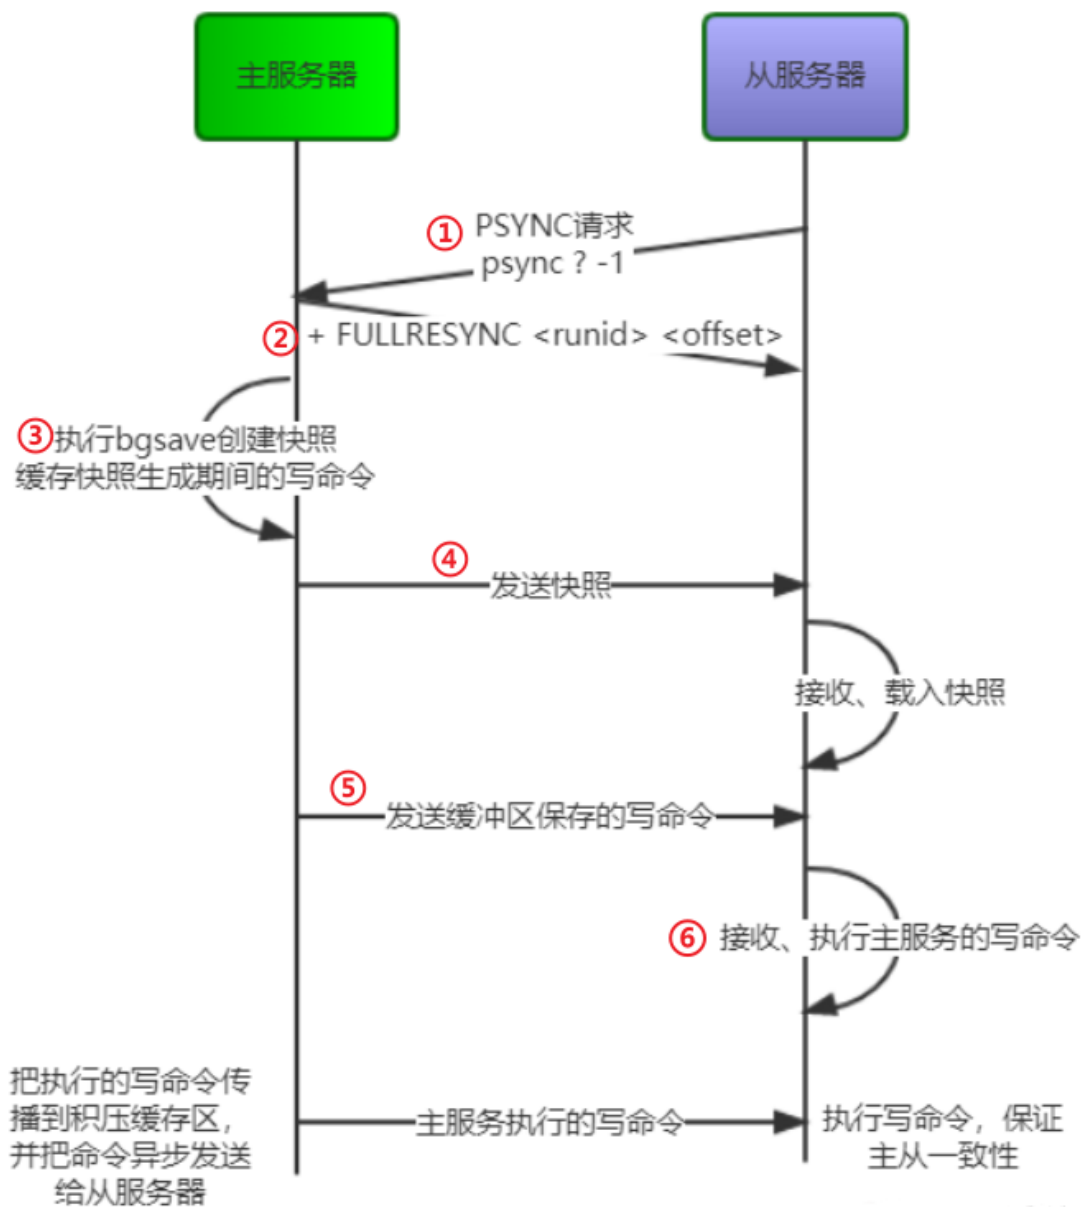 主服务器
从服务器
① PSYNC请求
psync ? -1
② + FULLRESYNC <runid> <offset>
③执行bgsave创建快照
缓存快照生成期间的写命令
④
发送快照
接收、载入快照
⑤
发送缓冲区保存的写命令
⑥ 接收、执行主服务的写命令
把执行的写命令传
播到积压缓存区，
并把命令异步发送
给从服务器
主服务执行的写命令
执行写命令，保证
主从一致性